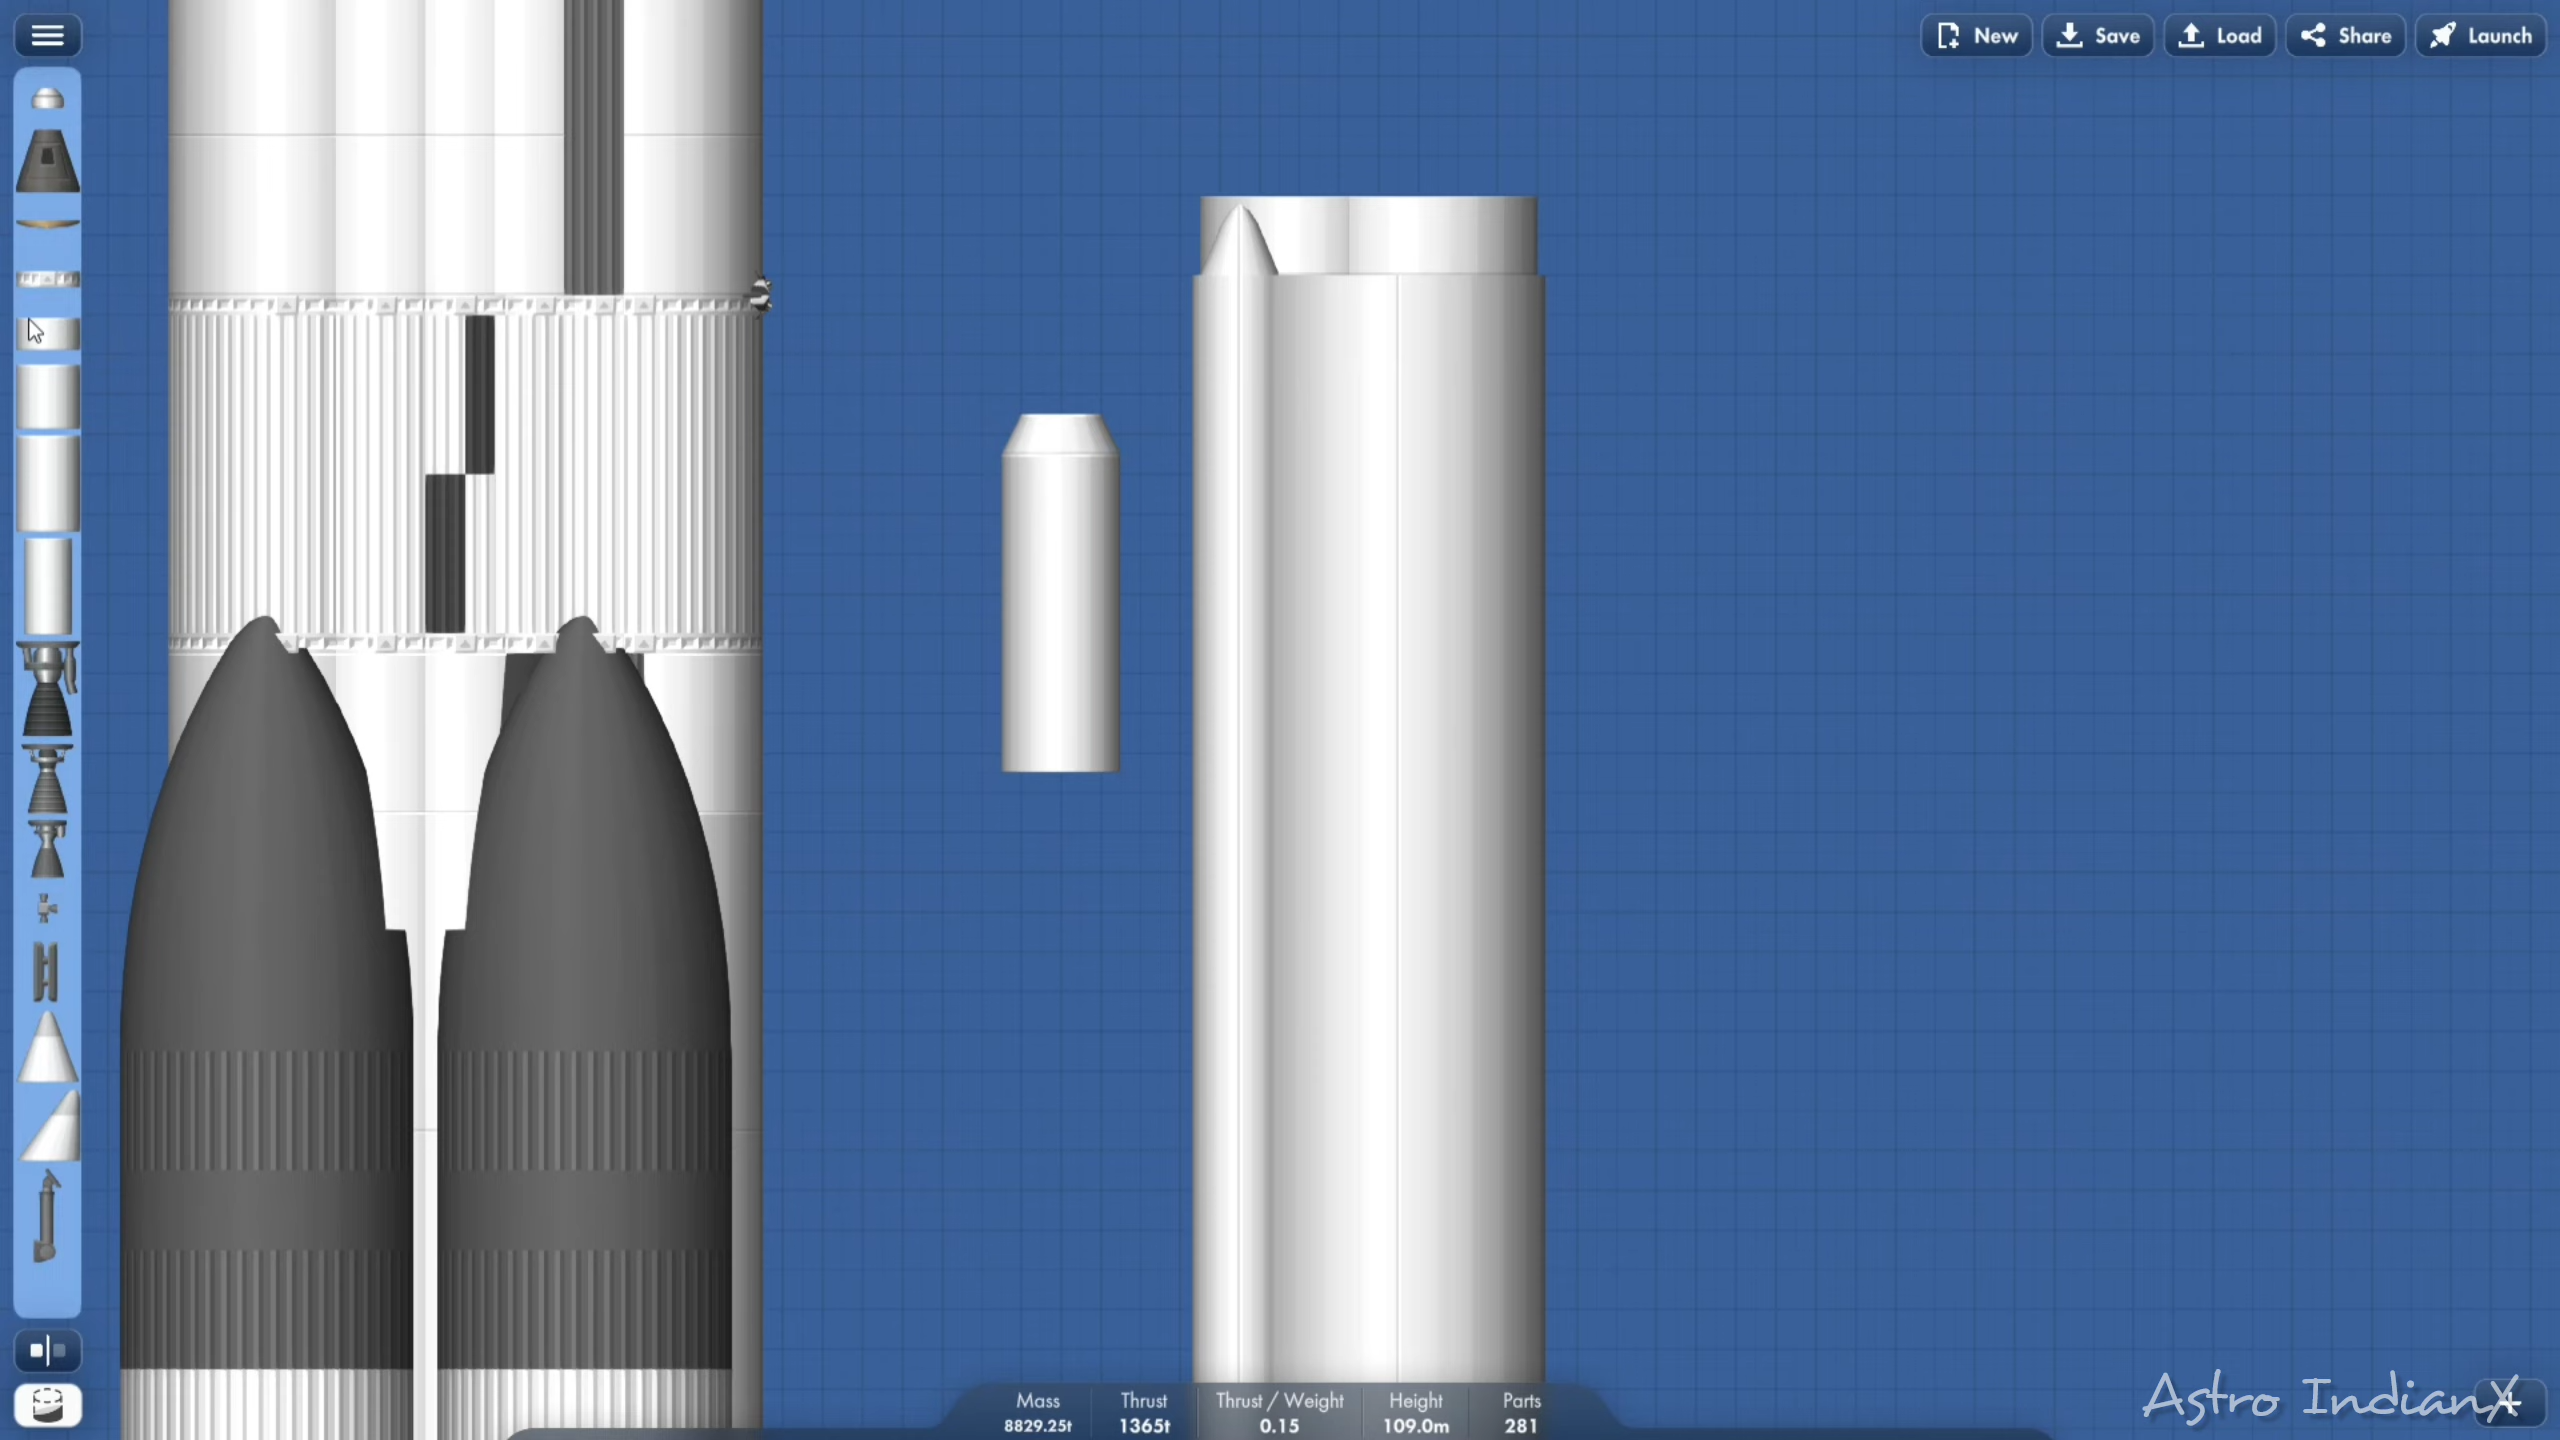 New Save Load Share Launch
Mass Thrust Thrust / Weight Height Parts
8829.25t 1365t 0.15 109.0m 281
Astro IndianX